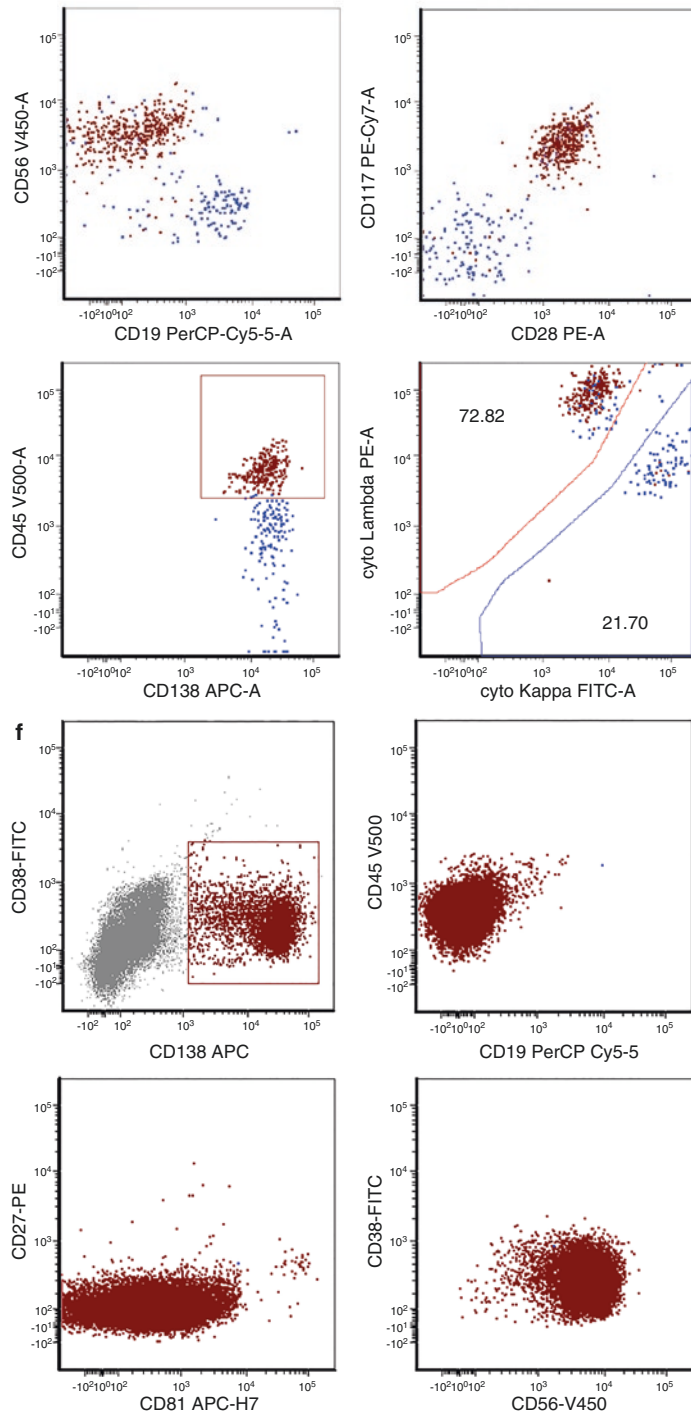 CD56 V450-A
10⁵
10⁴
10³
10²
-10¹
-10²
-10²10⁰10² 10³ 10⁴ 10⁵
CD19 PerCP-Cy5-5-A
CD117 PE-Cy7-A
10⁵
10⁴
10³
10²
-10¹
-10²
-10²10⁰10² 10³ 10⁴ 10⁵
CD28 PE-A
CD45 V500-A
10⁵
10⁴
10³
10²
-10¹
-10²
-10²10⁰10² 10³ 10⁴ 10⁵
CD138 APC-A
cyto Lambda PE-A
10⁵
10⁴
10³
10²
-10¹
-10²
72.82
21.70
-10²10⁰10² 10³ 10⁴ 10⁵
cyto Kappa FITC-A
f
CD38-FITC
10⁵
10⁴
10³
10²
-10¹
-10²
-10² 10² 10³ 10⁴ 10⁵
CD138 APC
CD45 V500
10⁵
10⁴
10³
10²
-10¹
-10²
-10²10⁰10² 10³ 10⁴ 10⁵
CD19 PerCP Cy5-5
CD27-PE
10⁵
10⁴
10³
10²
-10¹
-10²
-10²10⁰10² 10³ 10⁴ 10⁵
CD81 APC-H7
CD38-FITC
10⁵
10⁴
10³
10²
-10¹
-10²
-10²10⁰10² 10³ 10⁴ 10⁵
CD56-V450